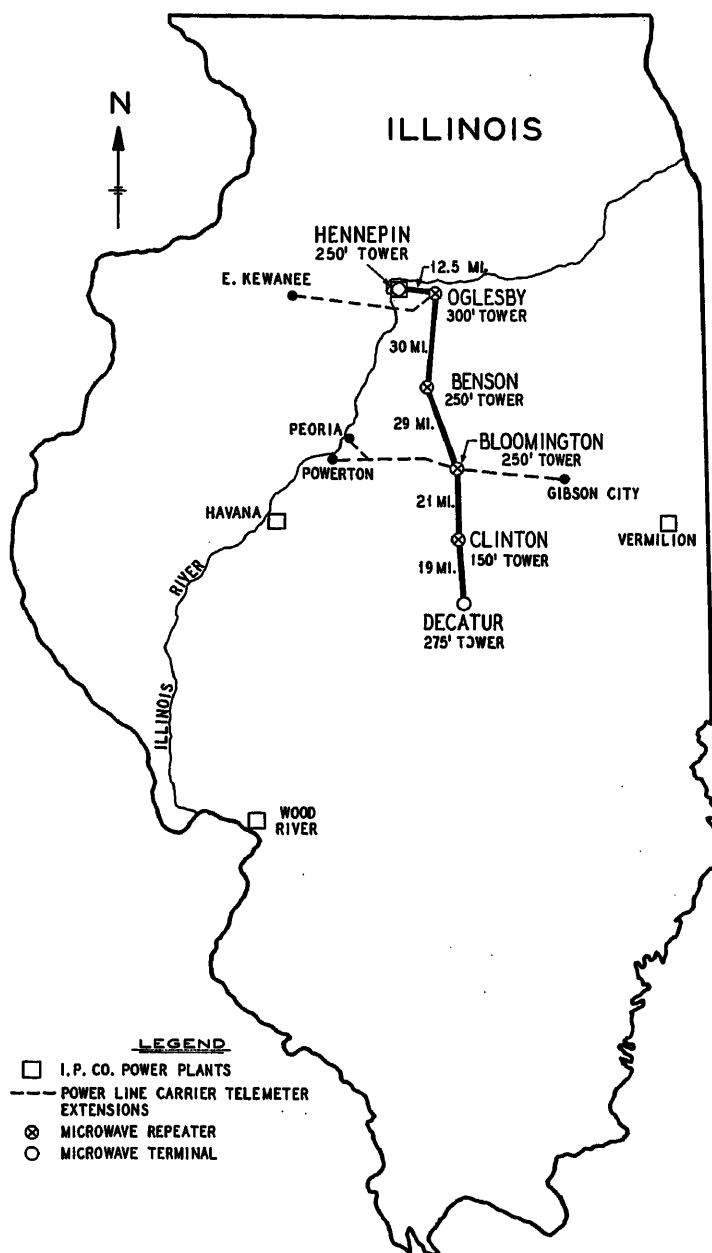 N
ILLINOIS
HENNEPIN
250' TOWER
12.5 MI.
E. KEWANEE
OGLESBY
300' TOWER
30 MI.
BENSON
250' TOWER
29 MI.
PEORIA
BLOOMINGTON
250' TOWER
POWERTON
GIBSON CITY
21 MI.
HAVANA
VERMILION
CLINTON
150' TOWER
19 MI.
RIVER
DECATUR
275' TOWER
ILLINOIS
WOOD
RIVER
LEGEND
I.P. CO. POWER PLANTS
POWER LINE CARRIER TELEMETER
EXTENSIONS
MICROWAVE REPEATER
MICROWAVE TERMINAL